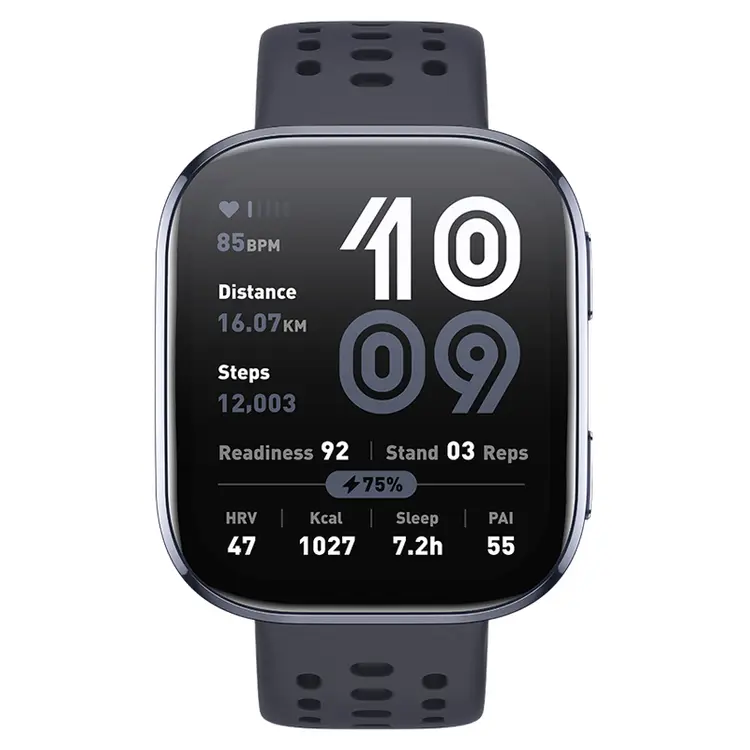 10
85BPM
Distance
16.07KM
09
Steps
12,003
Readiness 92 | Stand 03 Reps
75%
HRV | Kcal | Sleep | PAI
47 1027 7.2h 55